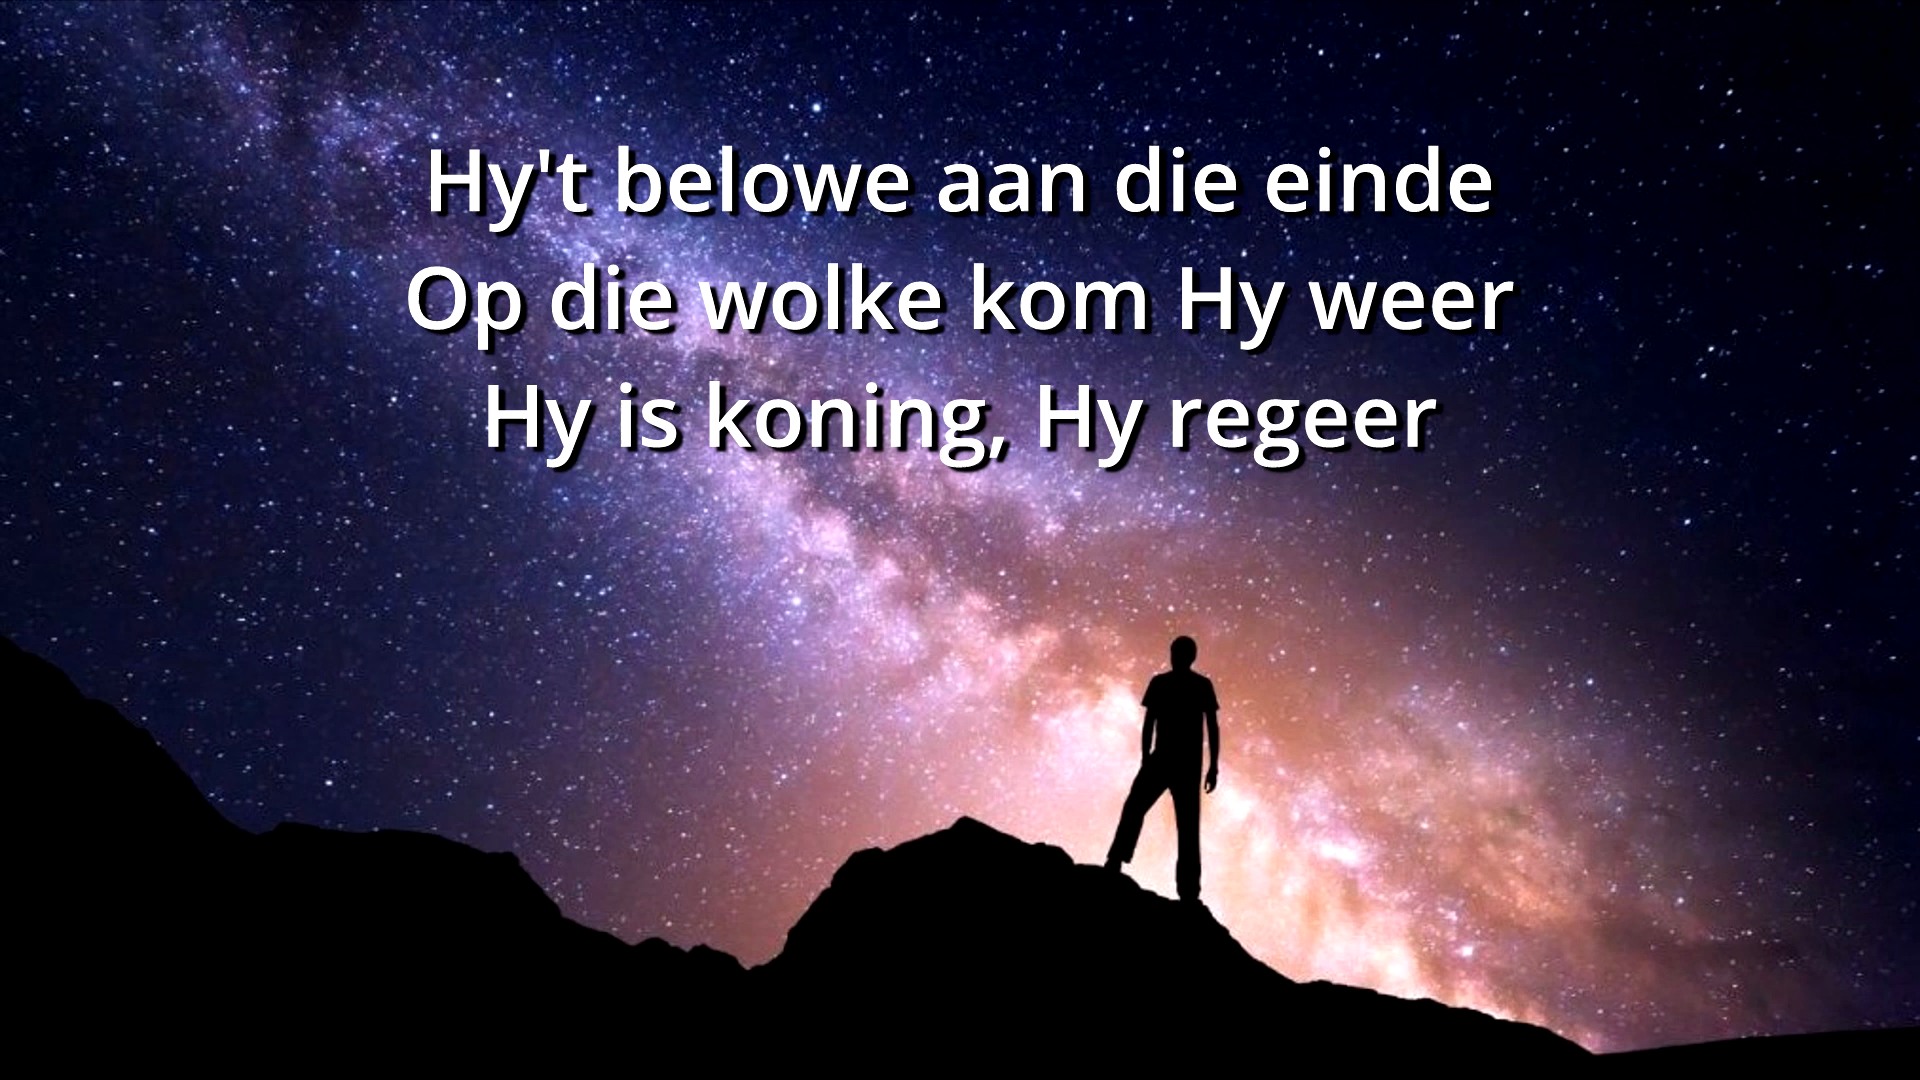 Hy't belowe aan die einde
Op die wolke kom Hy weer
Hy is koning, Hy regeer